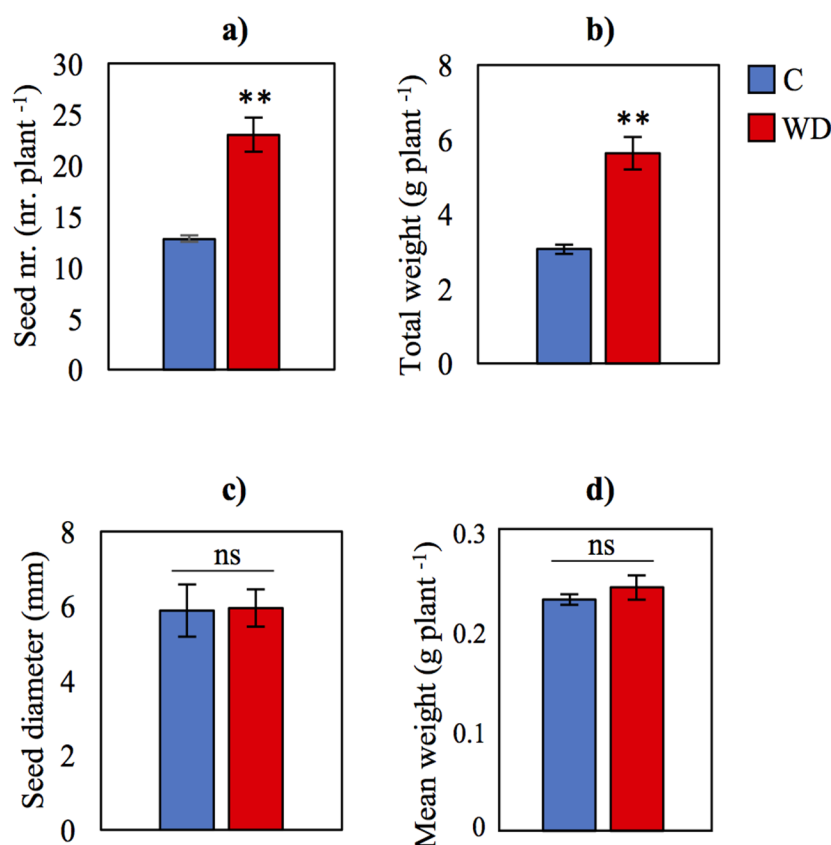 a)
Seed nr. (nr. plant -1)
30
25
20
15
10
5
0
**
b)
Total weight (g plant -1)
8
6
4
2
0
**
C
WD
c)
Seed diameter (mm)
8
6
4
2
0
ns
d)
Mean weight (g plant -1)
0.3
0.2
0.1
0
ns